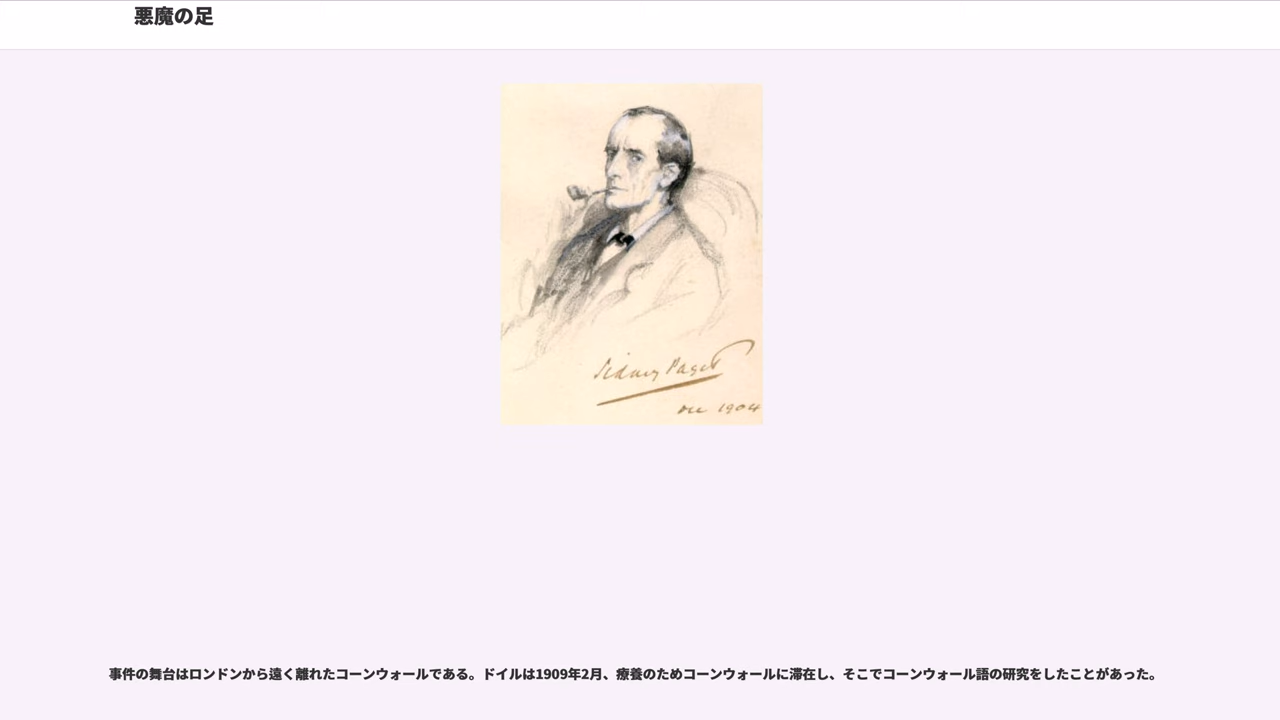 悪魔の足
Sidney Paget
Dec 1904
事件の舞台はロンドンから遠く離れたコーンウォールである。ドイルは1909年2月、療養のためコーンウォールに滞在し、そこでコーンウォール語の研究をしたことがあった。